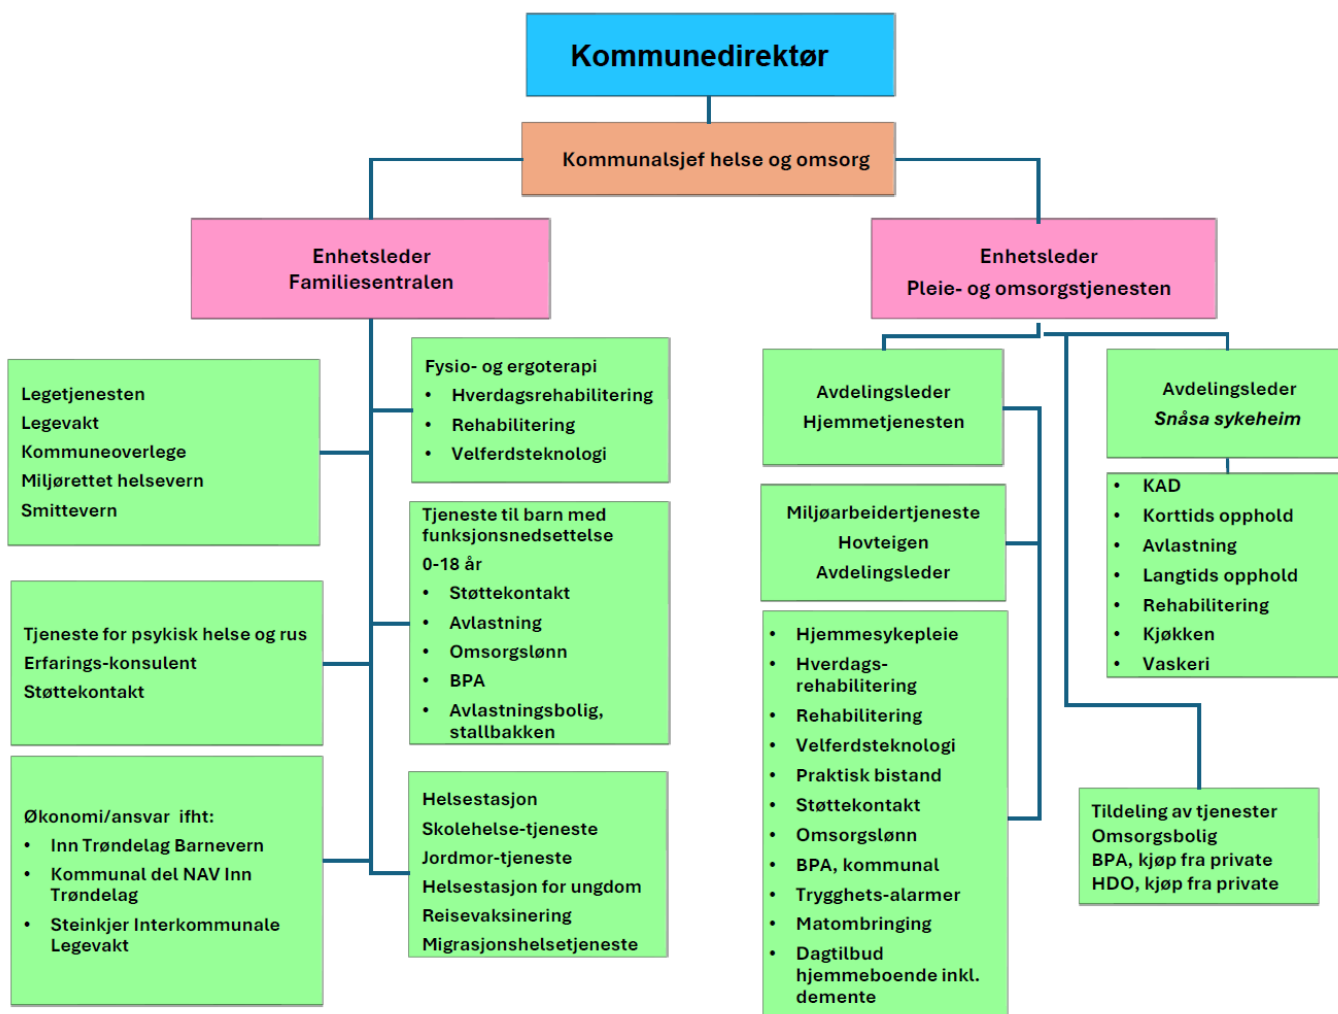 Kommunedirektør
Kommunalsjef helse og omsorg
Enhetsleder
Familiesentralen
Enhetsleder
Pleie- og omsorgstjenesten
Legetjenesten
Legevakt
Kommuneoverlege
Miljørettet helsevern
Smittevern
Fysio- og ergoterapi
• Hverdagsrehabilitering
• Rehabilitering
• Velferdsteknologi
Tjeneste for psykisk helse og rus
Erfarings-konsulent
Støttekontakt
Tjeneste til barn med
funksjonsnedsettelse
0-18 år
• Støttekontakt
• Avlastning
• Omsorgslønn
• BPA
• Avlastningsbolig,
stallbakken
Økonomi/ansvar ifht:
• Inn Trøndelag Barnevern
• Kommunal del NAV Inn
Trøndelag
• Steinkjer Interkommunale
Legevakt
Helsestasjon
Skolehelse-tjeneste
Jordmor-tjeneste
Helsestasjon for ungdom
Reisevaksinering
Migrasjonshelsetjeneste
Avdelingsleder
Hjemmetjenesten
Miljøarbeidertjeneste
Hovteigen
Avdelingsleder
• Hjemmesykepleie
• Hverdags-
rehabilitering
• Rehabilitering
• Velferdsteknologi
• Praktisk bistand
• Støttekontakt
• Omsorgslønn
• BPA, kommunal
• Trygghets-alarmer
• Matombringing
• Dagtilbud
hjemmeboende inkl.
demente
Avdelingsleder
Snåsa sykeheim
• KAD
• Korttids opphold
• Avlastning
• Langtids opphold
• Rehabilitering
• Kjøkken
• Vaskeri
Tildeling av tjenester
Omsorgsbolig
BPA, kjøp fra private
HDO, kjøp fra private